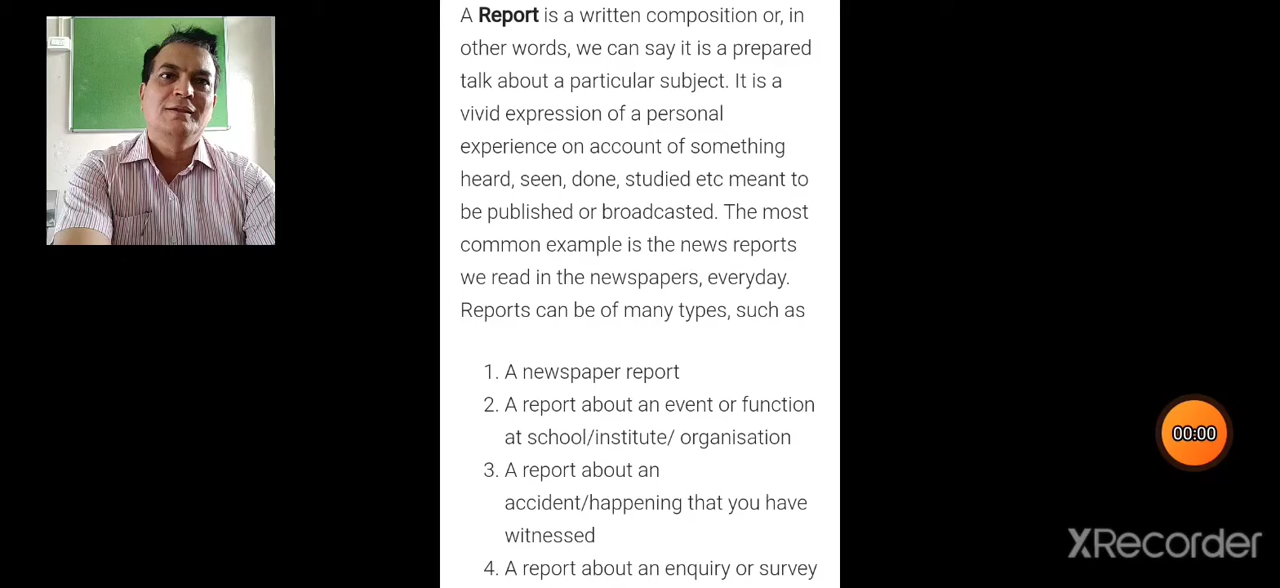 A Report is a written composition or, in
other words, we can say it is a prepared
talk about a particular subject. It is a
vivid expression of a personal
experience on account of something
heard, seen, done, studied etc meant to
be published or broadcasted. The most
common example is the news reports
we read in the newspapers, everyday.
Reports can be of many types, such as
1. A newspaper report
2. A report about an event or function
at school/institute/ organisation
3. A report about an
accident/happening that you have
witnessed
4. A report about an enquiry or survey
00:00
XRecorder